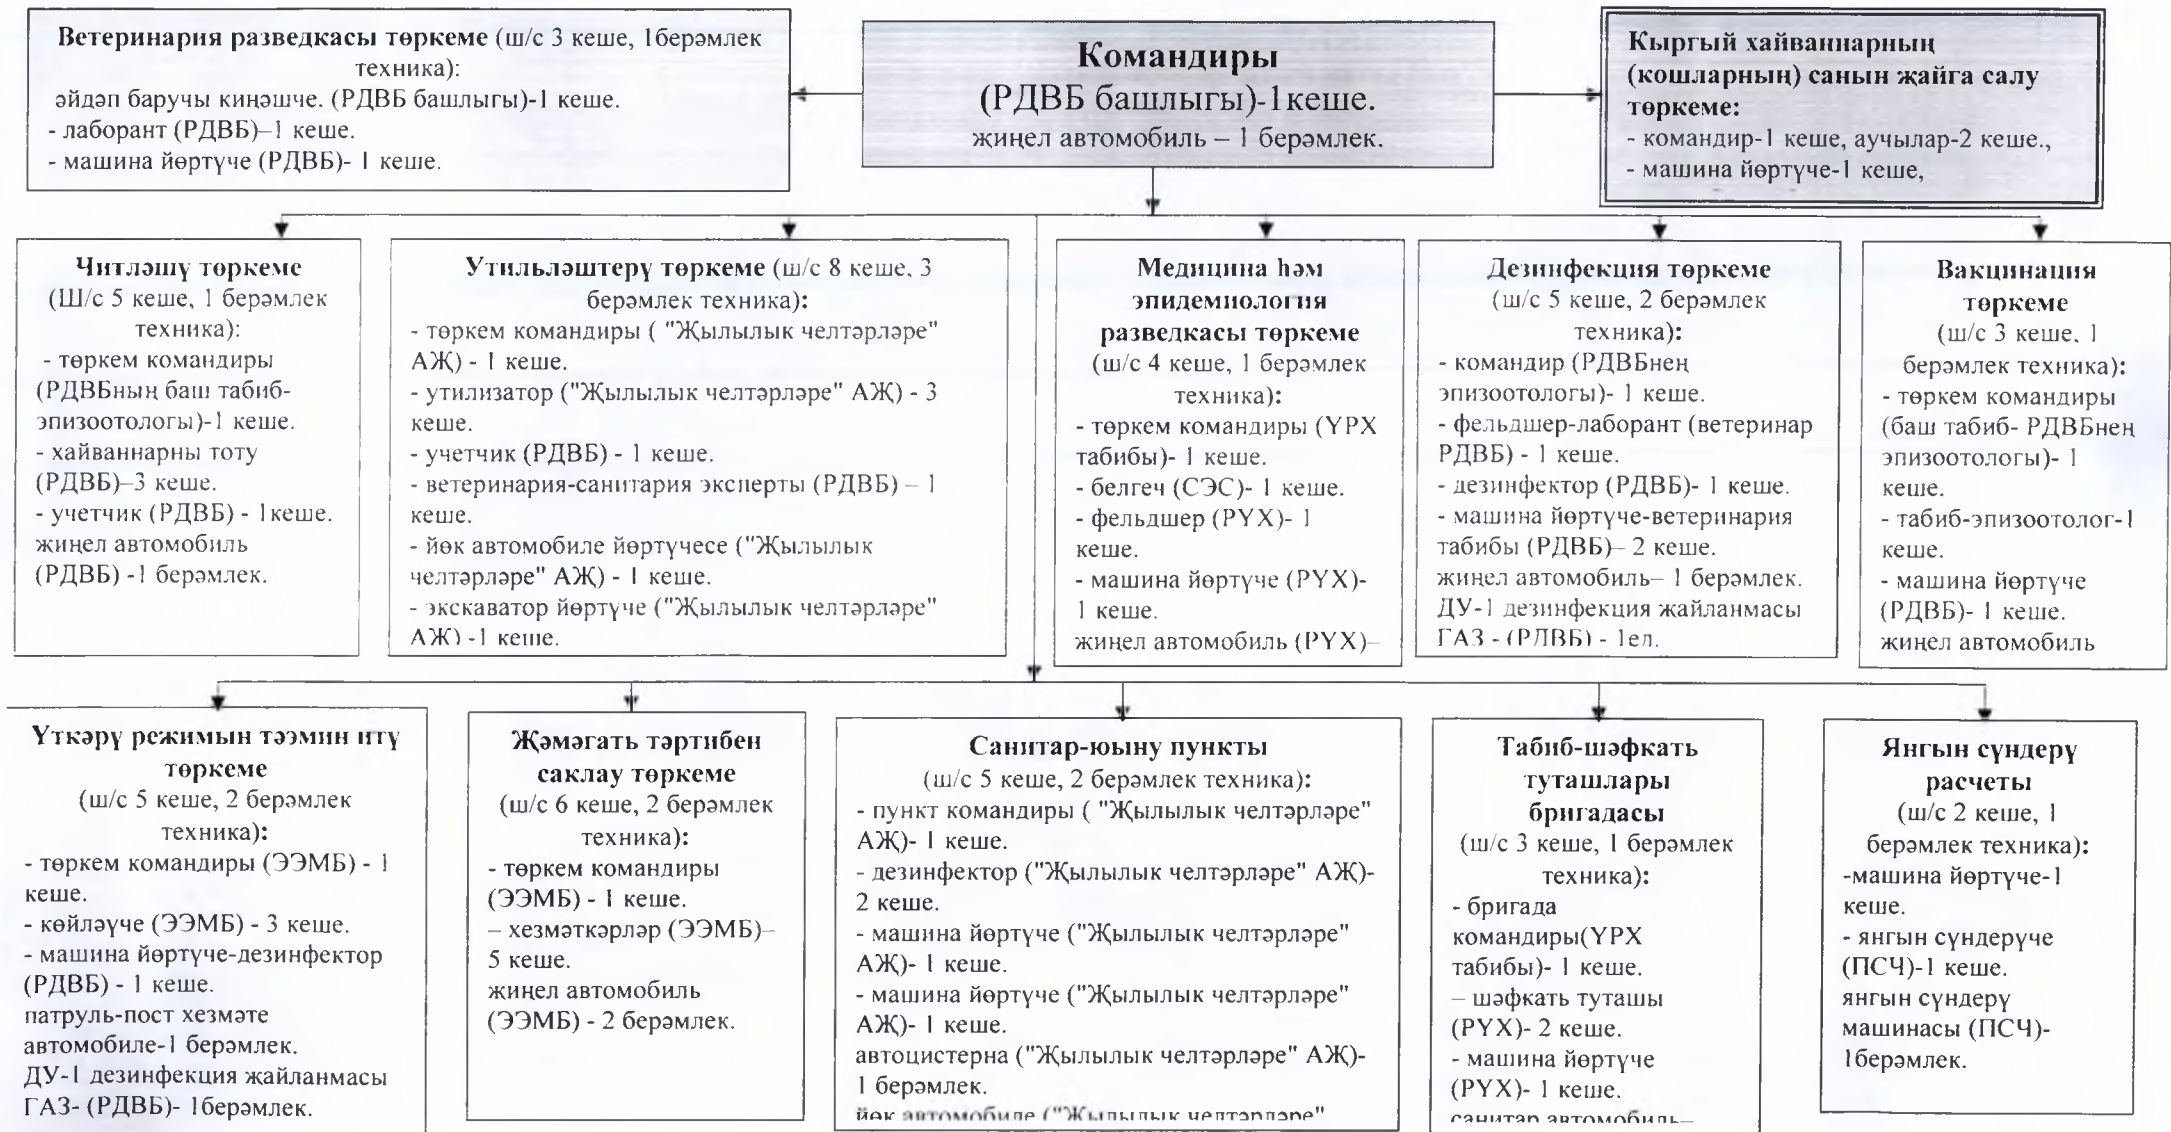 Ветеринария разведкасы төркеме (ш/с 3 кеше, 1берәмлек
техника):
әйдәп баручы киңәшче. (РДВБ башлыгы)-1 кеше.
- лаборант (РДВБ)–1 кеше.
- машина йөртүче (РДВБ)- 1 кеше.
Командиры
(РДВБ башлыгы)-1кеше.
җиңел автомобиль – 1 берәмлек.
Кыргый хайваннарның
(кошларның) санын җайга салу
төркеме:
- командир-1 кеше, аучылар-2 кеше.,
- машина йөртүче-1 кеше,
Читләшү төркеме
(Ш/с 5 кеше, 1 берәмлек
техника):
- төркем командиры
(РДВБның баш табиб-
эпизоотологы)-1 кеше.
- хайваннарны тоту
(РДВБ)–3 кеше.
- учетчик (РДВБ) - 1кеше.
җиңел автомобиль
(РДВБ) -1 берәмлек.
Утильләштерү төркеме (ш/с 8 кеше, 3
берәмлек техника):
- төркем командиры ( "Җылылык челтәрләре"
АҖ) - 1 кеше.
- утилизатор ("Җылылык челтәрләре" АҖ) - 3
кеше.
- учетчик (РДВБ) - 1 кеше.
- ветеринария-санитария эксперты (РДВБ) – 1
кеше.
- йөк автомобиле йөртүчесе ("Җылылык
челтәрләре" АҖ) - 1 кеше.
- экскаватор йөртүче ("Җылылык челтәрләре"
АҖ) -1 кеше.
Медицина һәм
эпидемиология
разведкасы төркеме
(ш/с 4 кеше, 1 берәмлек
техника):
- төркем командиры (ҮРХ
табибы)- 1 кеше.
- белгеч (СЭС)- 1 кеше.
- фельдшер (РҮХ)- 1
кеше.
- машина йөртүче (РҮХ)-
1 кеше.
җиңел автомобиль (РҮХ)–
Дезинфекция төркеме
(ш/с 5 кеше, 2 берәмлек
техника):
- командир (РДВБнең
эпизоотологы)- 1 кеше.
- фельдшер-лаборант (ветеринар
РДВБ) - 1 кеше.
- дезинфектор (РДВБ)- 1 кеше.
- машина йөртүче-ветеринария
табибы (РДВБ)– 2 кеше.
җиңел автомобиль– 1 берәмлек.
ДУ-1 дезинфекция җайланмасы
ГАЗ - (РДВБ) - 1ел.
Вакцинация
төркеме
(ш/с 3 кеше, 1
берәмлек техника):
- төркем командиры
(баш табиб- РДВБнең
эпизоотологы)- 1
кеше.
- табиб-эпизоотолог-1
кеше.
- машина йөртүче
(РДВБ)- 1 кеше.
җиңел автомобиль
Үткәрү режимын тәэмин итү
төркеме
(ш/с 5 кеше, 2 берәмлек
техника):
- төркем командиры (ЭЭМБ) - 1
кеше.
- көйләүче (ЭЭМБ) - 3 кеше.
- машина йөртүче-дезинфектор
(РДВБ) - 1 кеше.
патруль-пост хезмәте
автомобиле-1 берәмлек.
ДУ-1 дезинфекция җайланмасы
ГАЗ- (РДВБ)- 1берәмлек.
Җәмәгать тәртибен
саклау төркеме
(ш/с 6 кеше, 2 берәмлек
техника):
- төркем командиры
(ЭЭМБ) - 1 кеше.
– хезмәткәрләр (ЭЭМБ)–
5 кеше.
җиңел автомобиль
(ЭЭМБ) - 2 берәмлек.
Санитар-юыну пункты
(ш/с 5 кеше, 2 берәмлек техника):
- пункт командиры ( "Җылылык челтәрләре"
АҖ)- 1 кеше.
- дезинфектор ("Җылылык челтәрләре" АҖ)-
2 кеше.
- машина йөртүче ("Җылылык челтәрләре"
АҖ)- 1 кеше.
- машина йөртүче ("Җылылык челтәрләре"
АҖ)- 1 кеше.
автоцистерна ("Җылылык челтәрләре" АҖ)-
1 берәмлек.
йөк автомобиле ("Җылылык челтәрләре"
Табиб-шәфкать
туташлары
бригадасы
(ш/с 3 кеше, 1 берәмлек
техника):
- бригада
командиры(ҮРХ
табибы)- 1 кеше.
– шәфкать туташы
(РҮХ)- 2 кеше.
- машина йөртүче
(РҮХ)- 1 кеше.
санитар автомобиль–
Янгын сүндерү
расчеты
(ш/с 2 кеше, 1
берәмлек техника):
-машина йөртүче-1
кеше.
- янгын сүндерүче
(ПСЧ)-1 кеше.
янгын сүндерү
машинасы (ПСЧ)-
1берәмлек.